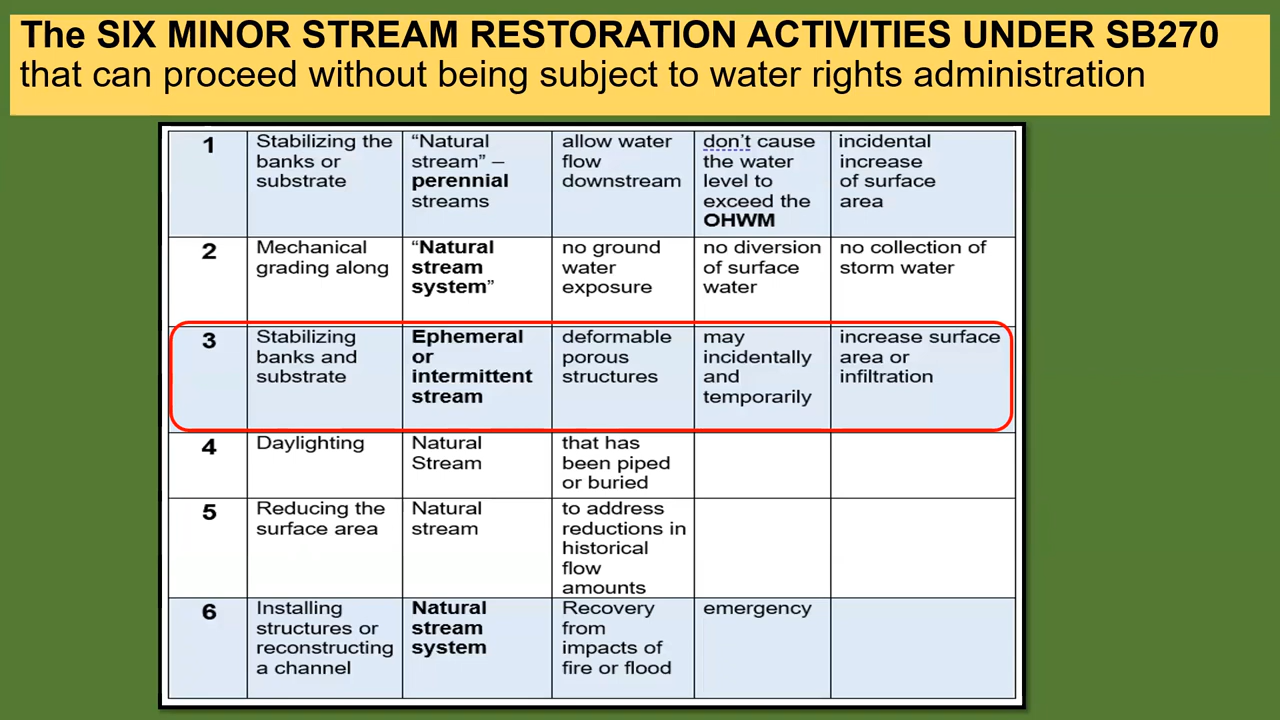 The SIX MINOR STREAM RESTORATION ACTIVITIES UNDER SB270
that can proceed without being subject to water rights administration
1
Stabilizing the
banks or
substrate
“Natural
stream” –
perennial
streams
allow water
flow
downstream
don’t cause
the water
level to
exceed the
OHWM
incidental
increase
of surface
area
2
Mechanical
grading along
“Natural
stream
system”
no ground
water
exposure
no diversion
of surface
water
no collection of
storm water
3
Stabilizing
banks and
substrate
Ephemeral
or
intermittent
stream
deformable
porous
structures
may
incidentally
and
temporarily
increase surface
area or
infiltration
4
Daylighting
Natural
Stream
that has
been piped
or buried
5
Reducing the
surface area
Natural
stream
to address
reductions in
historical
flow
amounts
6
Installing
structures or
reconstructing
a channel
Natural
stream
system
Recovery
from
impacts of
fire or flood
emergency